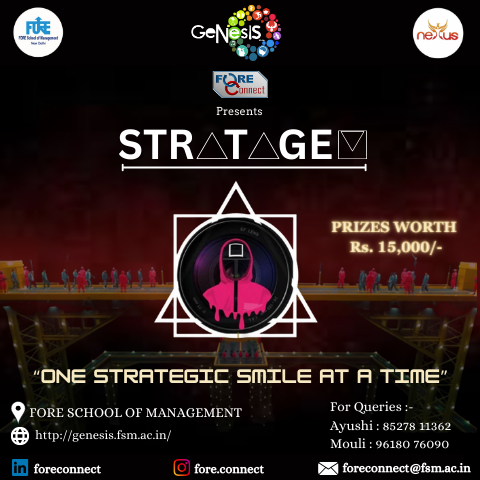 FORE
FORE School of Management
New Delhi
GeNesIS
neXus
FORE
Connect
Presents
STRATAGEM
PRIZES WORTH
Rs. 15,000/-
“ONE STRATEGIC SMILE AT A TIME”
FORE SCHOOL OF MANAGEMENT
http://genesis.fsm.ac.in/
For Queries :-
Ayushi : 85278 11362
Mouli : 96180 76090
foreconnect
fore.connect
foreconnect@fsm.ac.in